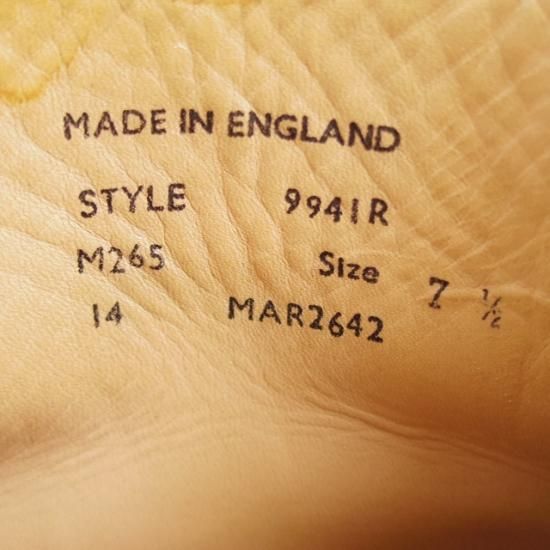 MADE IN ENGLAND
STYLE 9941R
M265 Size 7 ½
14 MAR2642